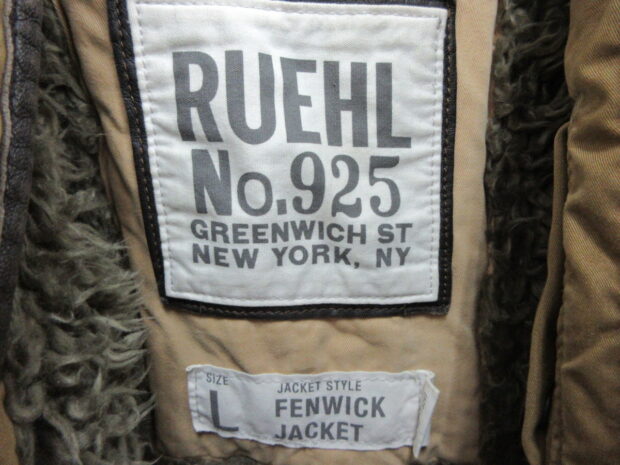 RUEHL
No.925
GREENWICH ST
NEW YORK, NY
SIZE
L
JACKET STYLE
FENWICK
JACKET